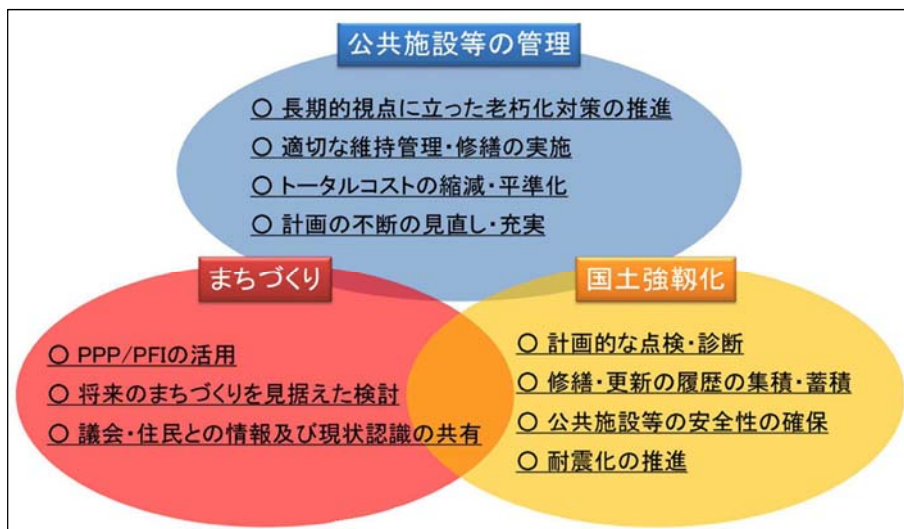 公共施設等の管理
○ 長期的視点に立った老朽化対策の推進
○ 適切な維持管理・修繕の実施
○ トータルコストの縮減・平準化
○ 計画の不断の見直し・充実
まちづくり
○ PPP/PFIの活用
○ 将来のまちづくりを見据えた検討
○ 議会・住民との情報及び現状認識の共有
国土強靱化
○ 計画的な点検・診断
○ 修繕・更新の履歴の集積・蓄積
○ 公共施設等の安全性の確保
○ 耐震化の推進